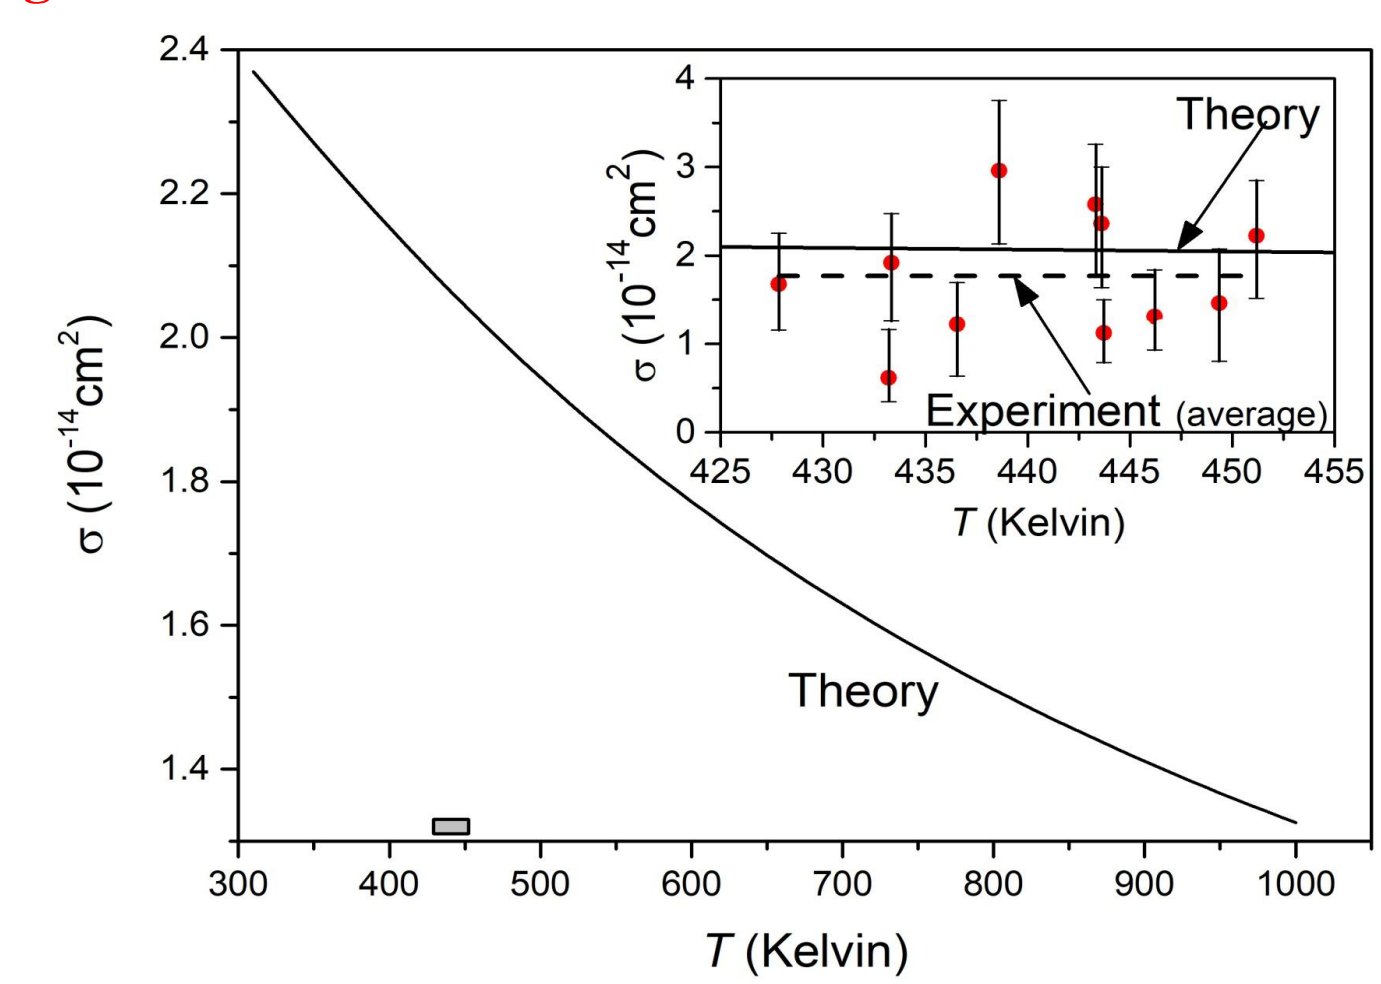 2.4
2.2
2.0
1.8
1.6
1.4
σ (10⁻¹⁴cm²)
300 400 500 600 700 800 900 1000
T (Kelvin)
Theory
4
3
2
1
0
σ (10⁻¹⁴cm²)
Theory
Experiment (average)
425 430 435 440 445 450 455
T (Kelvin)